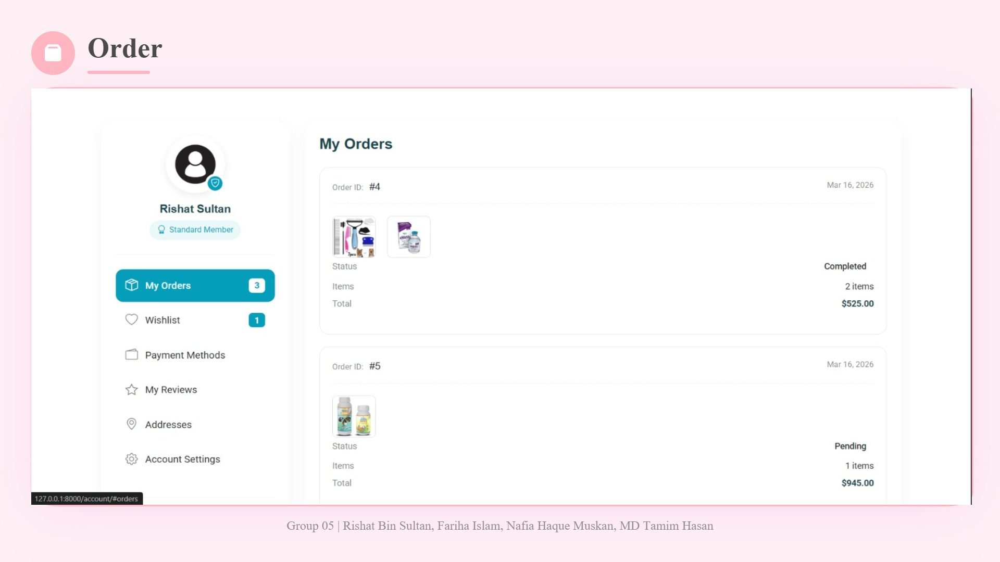 Order
Rishat Sultan
Standard Member
My Orders 3
Wishlist 1
Payment Methods
My Reviews
Addresses
Account Settings
My Orders
Order ID: #4 Mar 16, 2026
7pcs
Status Completed
Items 2 items
Total $525.00
Order ID: #5 Mar 16, 2026
Status Pending
Items 1 items
Total $945.00
127.0.0.1:8000/account/#orders
Group 05 | Rishat Bin Sultan, Fariha Islam, Nafia Haque Muskan, MD Tamim Hasan